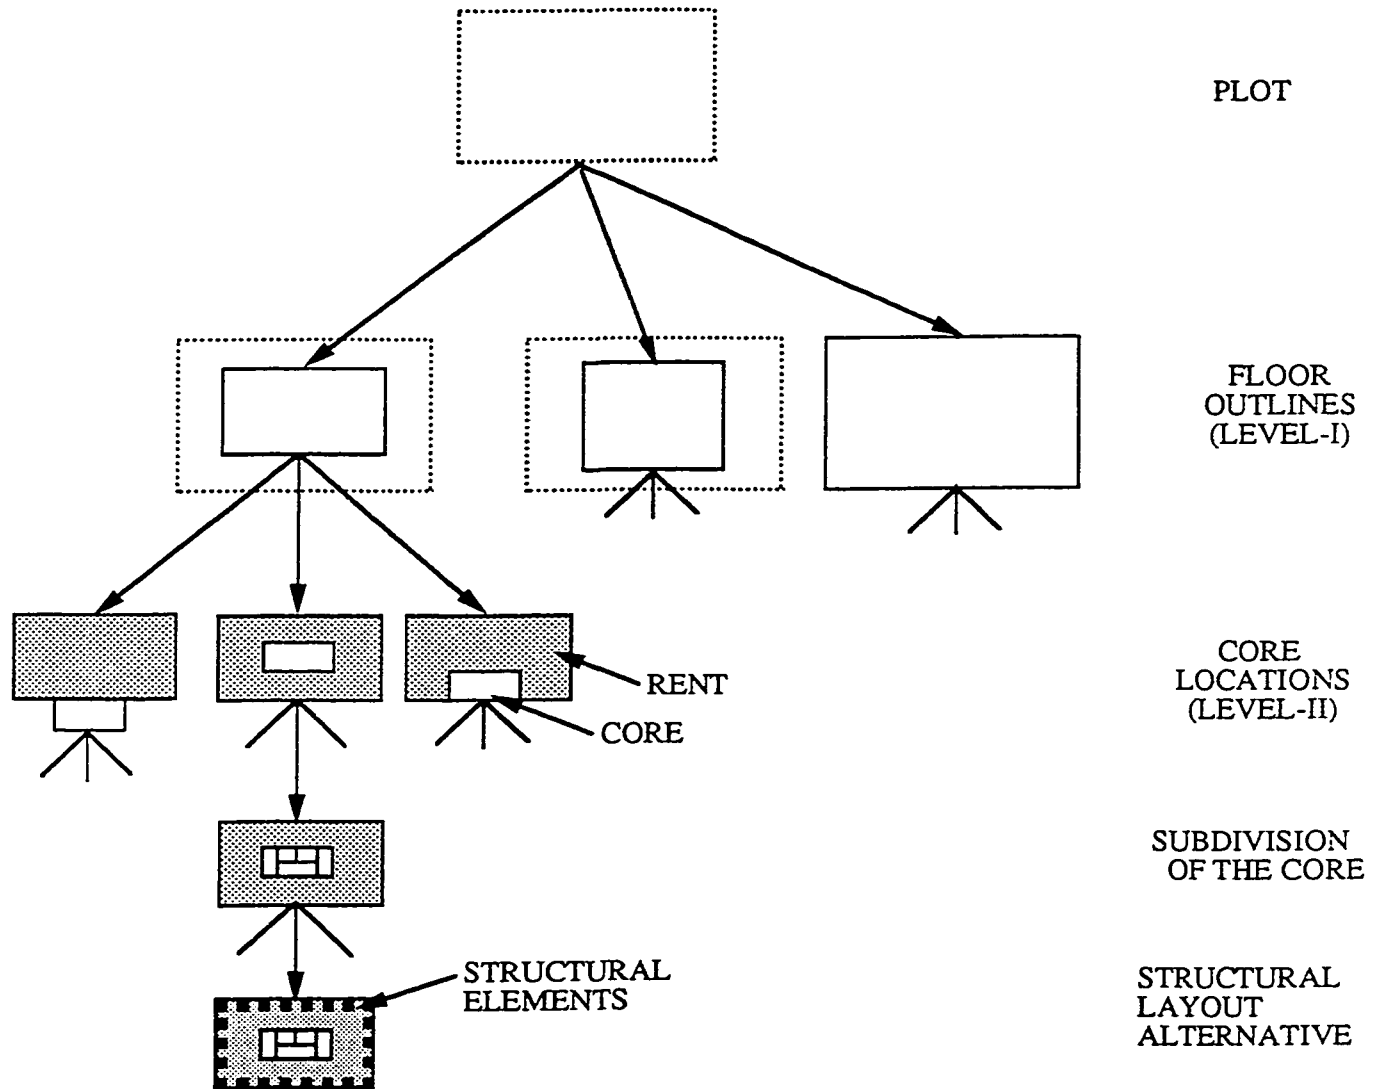 PLOT
FLOOR
OUTLINES
(LEVEL-I)
RENT
CORE
CORE
LOCATIONS
(LEVEL-II)
SUBDIVISION
OF THE CORE
STRUCTURAL
ELEMENTS
STRUCTURAL
LAYOUT
ALTERNATIVE